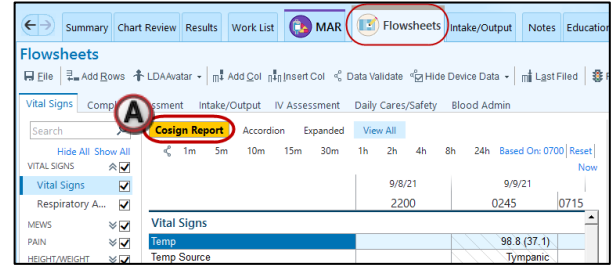 Summary Chart Review Results Work List MAR Flowsheets Intake/Output Notes Education
Flowsheets
File Add Rows LDAAvatar Add Col Insert Col Data Validate Hide Device Data Last Filed
Vital Signs Intake/Output IV Assessment Daily Cares/Safety Blood Admin
A
Search Cosign Report Accordion Expanded View All
Hide All Show All 1m 5m 10m 15m 30m 1h 2h 4h 8h 24h Based On: 0700 Reset
VITAL SIGNS Now
Vital Signs 9/8/21 9/9/21
Respiratory A... 2200 0245 0715
MEWS Vital Signs
PAIN Temp 98.8 (37.1)
HEIGHT/WEIGHT Temp Source Tympanic